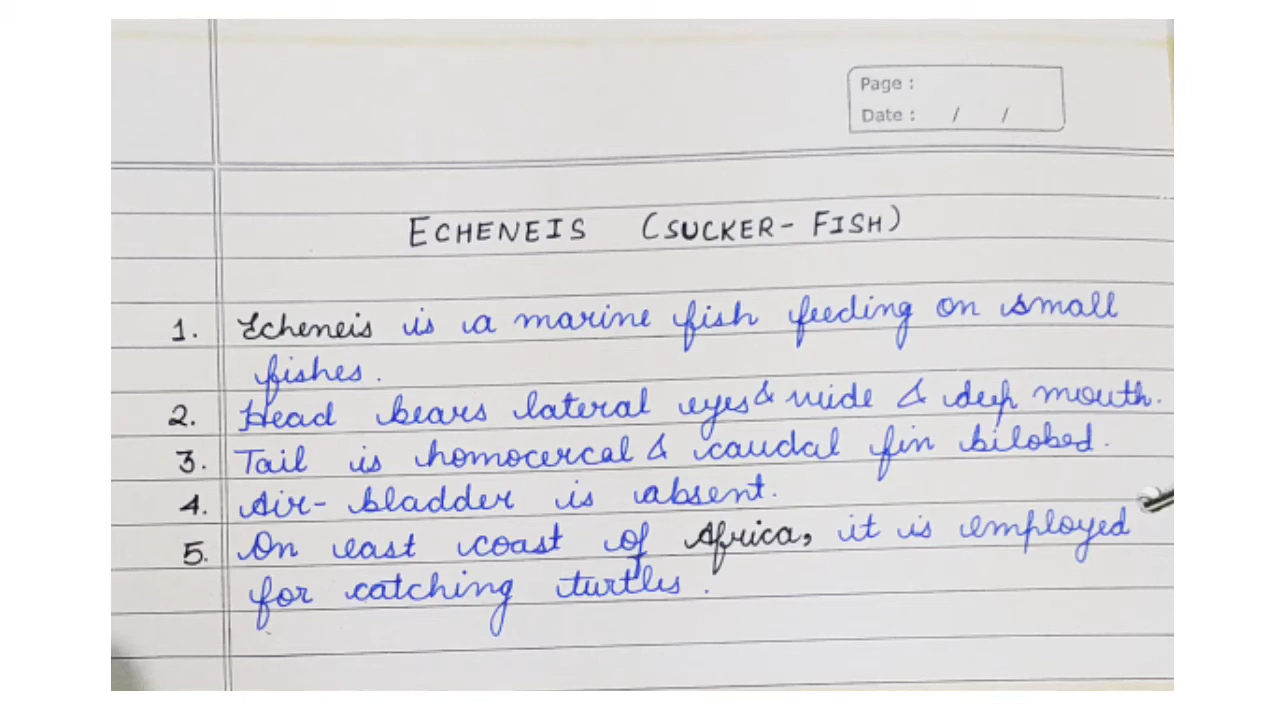 Page :
Date : / /
ECHENEIS (SUCKER-FISH)
1. Echeneis is a marine fish feeding on small
fishes.
2. Head bears lateral eyes & wide & deep mouth.
3. Tail is homocercal & caudal fin bilobed.
4. Air-bladder is absent.
5. On east coast of Africa, it is employed
for catching turtles.